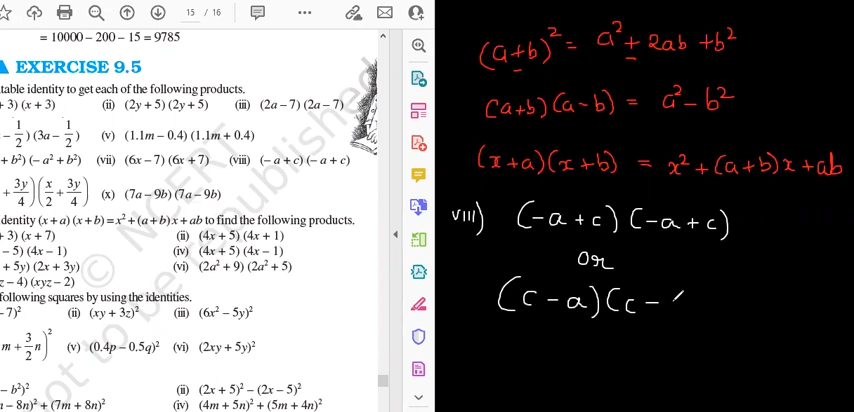 15 / 16
= 10000 – 200 – 15 = 9785
EXERCISE 9.5
table identity to get each of the following products.
+ 3) (x + 3) (ii) (2y + 5) (2y + 5) (iii) (2a – 7) (2a – 7)
– 1/2) (3a – 1/2) (v) (1.1m – 0.4) (1.1m + 0.4)
+ b²) (– a² + b²) (vii) (6x – 7) (6x + 7) (viii) (– a + c) (– a + c)
+ 3y/4) (x/2 + 3y/4) (x) (7a – 9b) (7a – 9b)
identity (x + a) (x + b) = x² + (a + b) x + ab to find the following products.
+ 3) (x + 7) (ii) (4x + 5) (4x + 1)
– 5) (4x – 1) (iv) (4x + 5) (4x – 1)
+ 5y) (2x + 3y) (vi) (2a² + 9) (2a² + 5)
z – 4) (xyz – 2)
following squares by using the identities.
– 7)² (ii) (xy + 3z)² (iii) (6x² – 5y)²
m + 3/2 n)² (v) (0.4p – 0.5q)² (vi) (2xy + 5y)²
– b²)² (ii) (2x + 5)² – (2x – 5)²
– 8n)² + (7m + 8n)² (iv) (4m + 5n)² + (5m + 4n)²
© NCERT
not to be republished
(a+b)² = a² + 2ab + b²
(a+b)(a-b) = a² - b²
(x+a)(x+b) = x² + (a+b)x + ab
viii) (-a+c)(-a+c)
or
(c-a)(c-